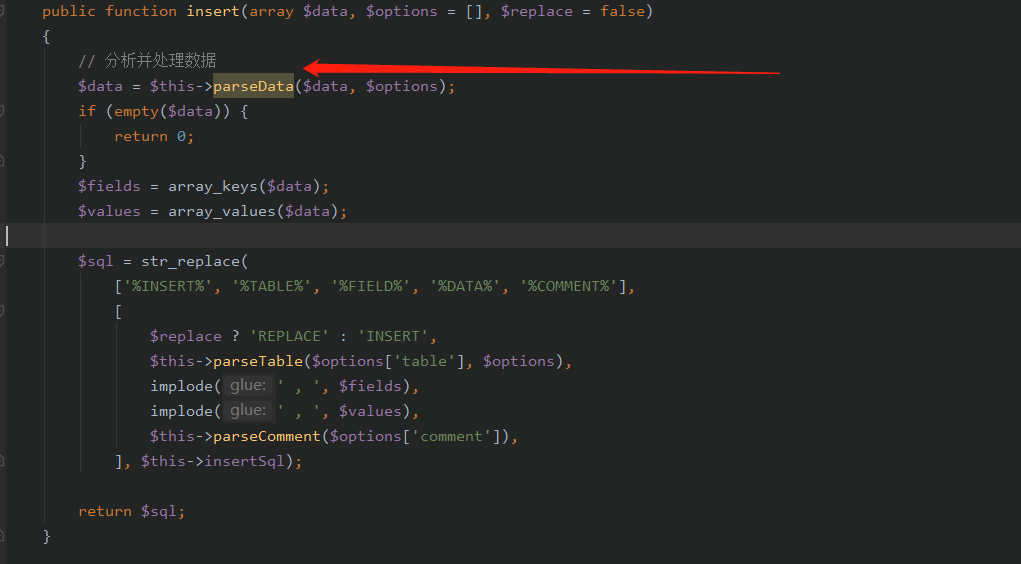 public function insert(array $data, $options = [], $replace = false)
{
// 分析并处理数据
$data = $this->parseData($data, $options);
if (empty($data)) {
return 0;
}
$fields = array_keys($data);
$values = array_values($data);
$sql = str_replace(
['%INSERT%', '%TABLE%', '%FIELD%', '%DATA%', '%COMMENT%'],
[
$replace ? 'REPLACE' : 'INSERT',
$this->parseTable($options['table'], $options),
implode( glue: ' , ', $fields),
implode( glue: ' , ', $values),
$this->parseComment($options['comment']),
], $this->insertSql);
return $sql;
}